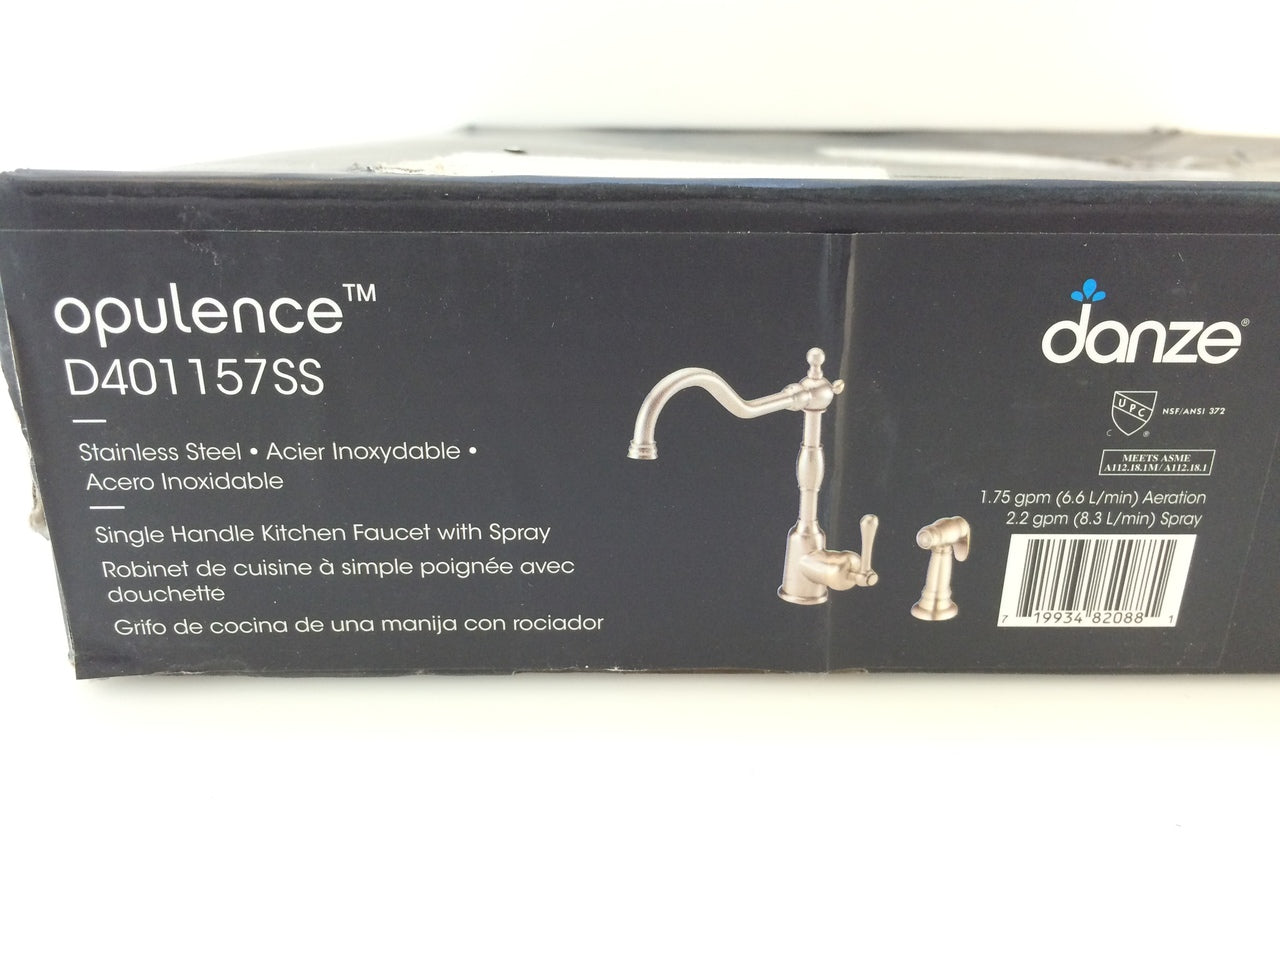 opulence™
D401157SS
Stainless Steel • Acier Inoxydable •
Acero Inoxidable
Single Handle Kitchen Faucet with Spray
Robinet de cuisine à simple poignée avec
douchette
Grifo de cocina de una manija con rociador
danze®
UPC
C ®
NSF/ANSI 372
MEETS ASME
A112.18.1M/A112.18.1
1.75 gpm (6.6 L/min) Aeration
2.2 gpm (8.3 L/min) Spray
7 19934 82088 1